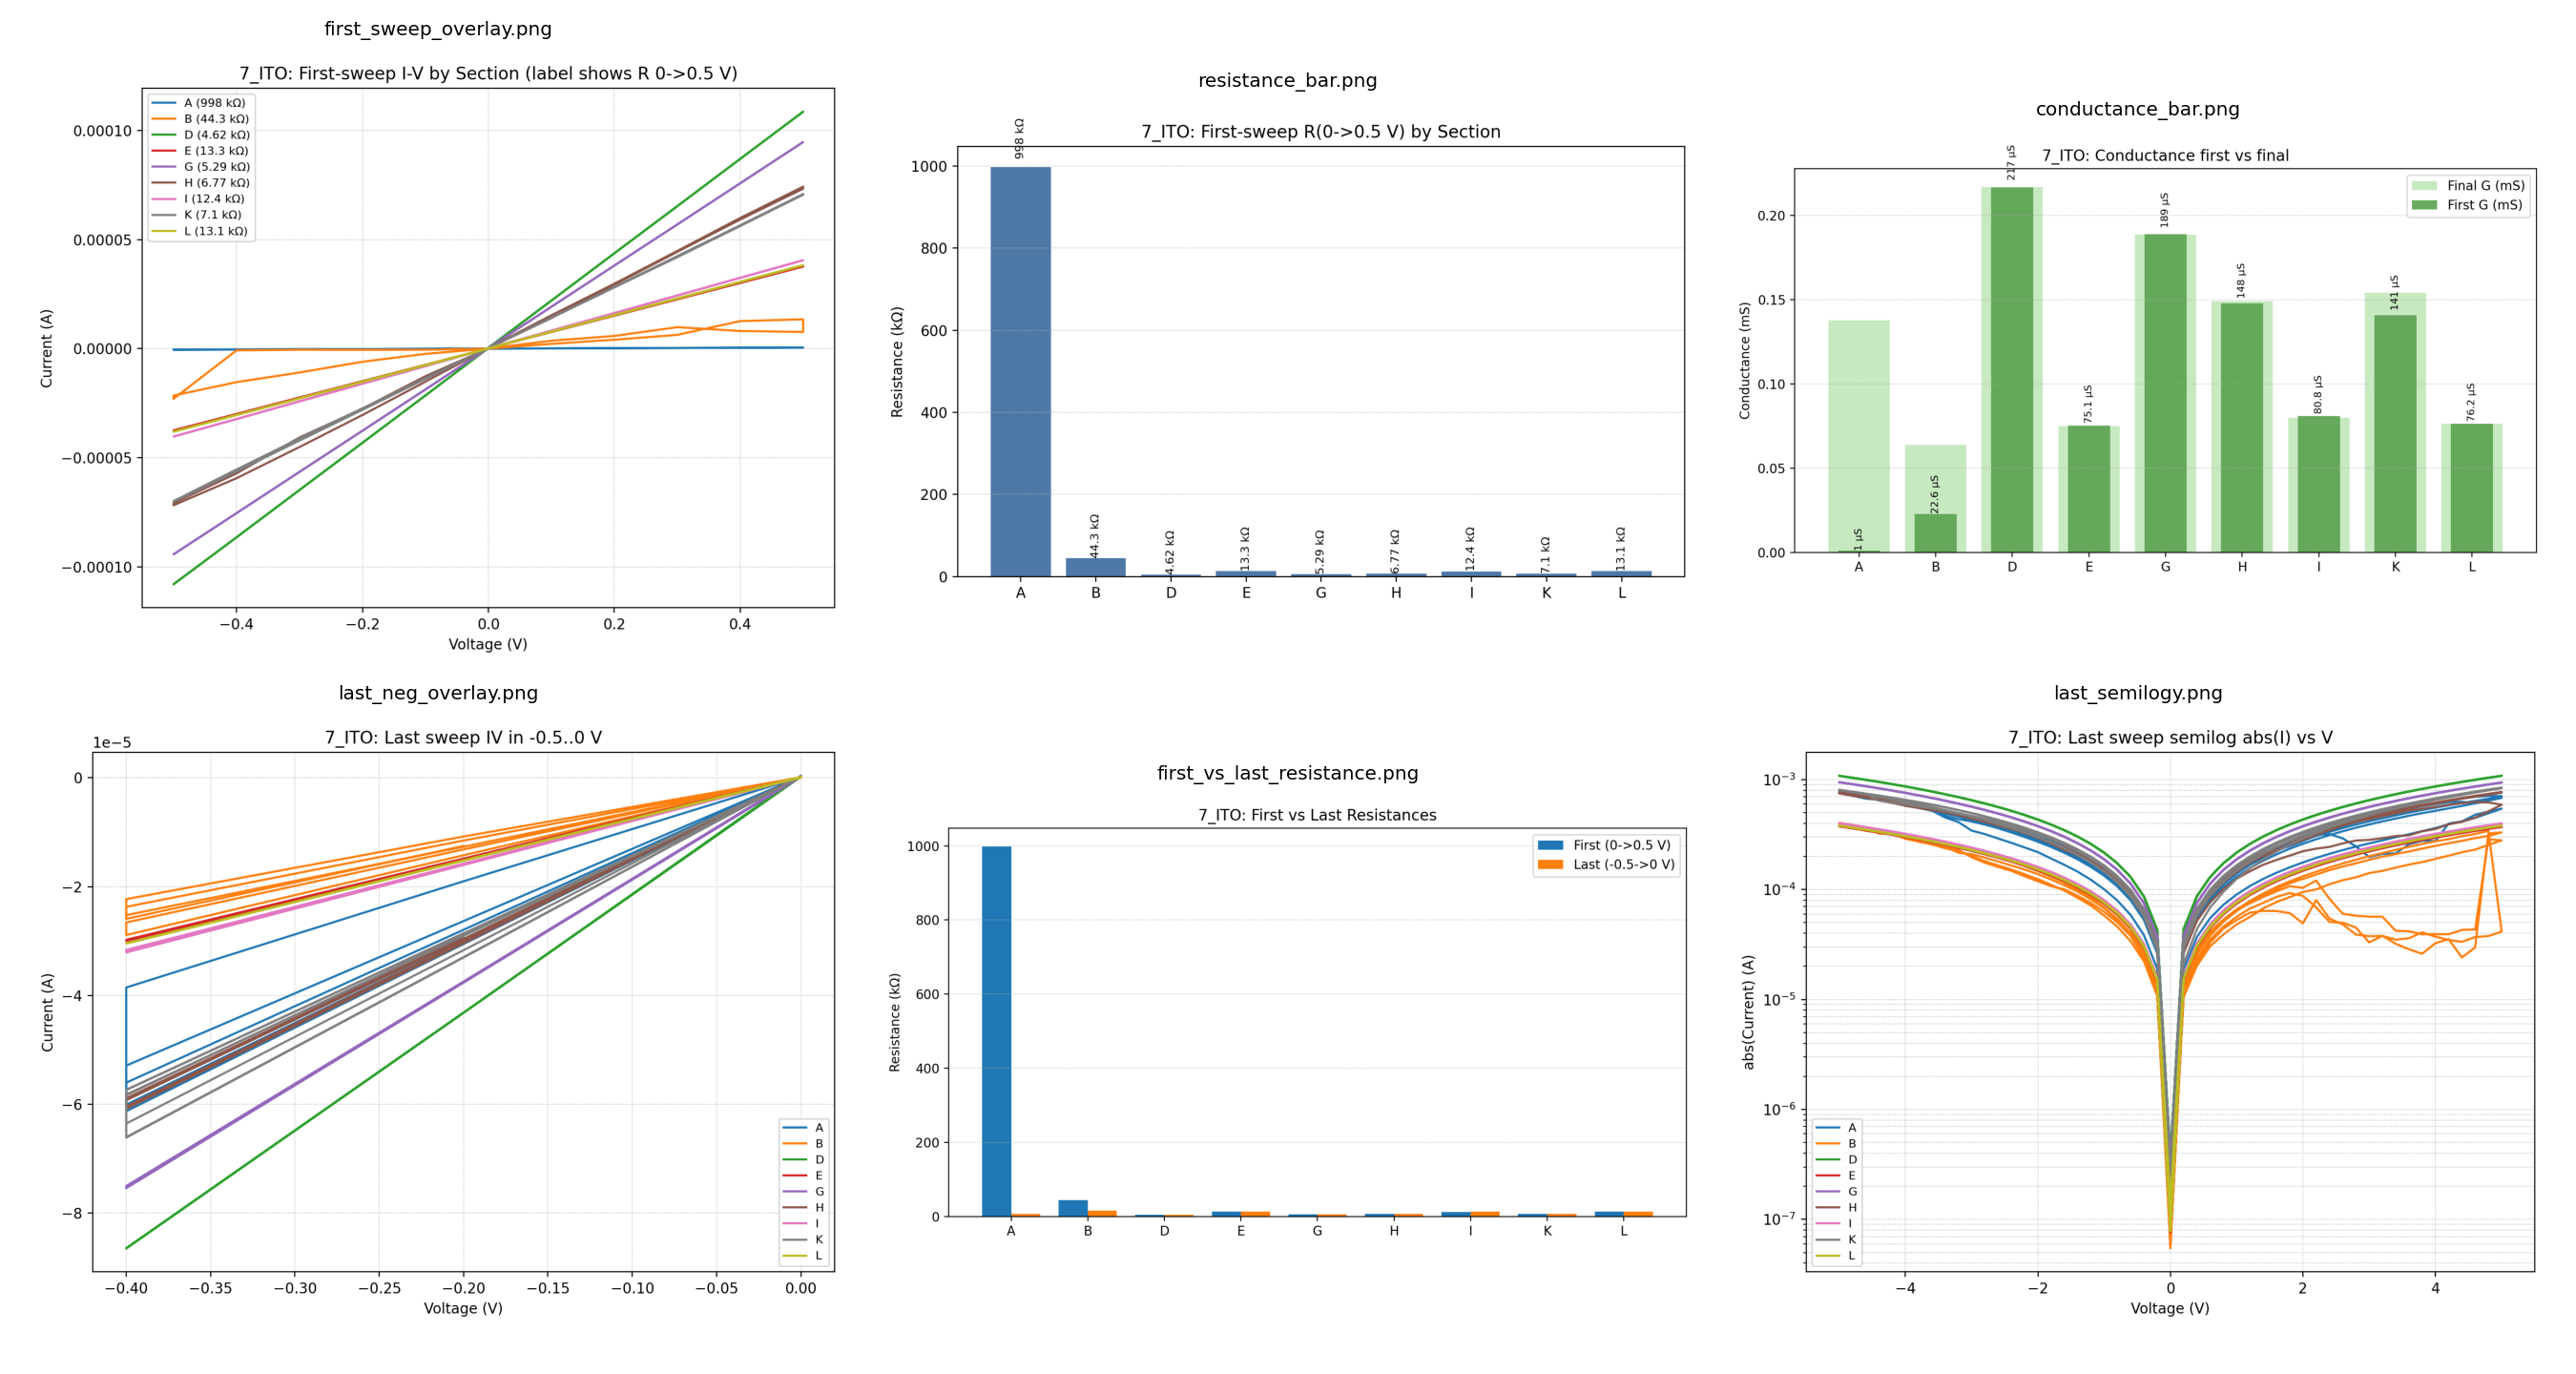 first_sweep_overlay.png
7_ITO: First-sweep I-V by Section (label shows R 0->0.5 V)
A (998 kΩ)
B (44.3 kΩ)
D (4.62 kΩ)
E (13.3 kΩ)
G (5.29 kΩ)
H (6.77 kΩ)
I (12.4 kΩ)
K (7.1 kΩ)
L (13.1 kΩ)
Current (A)
0.00010
0.00005
0.00000
−0.00005
−0.00010
−0.4 −0.2 0.0 0.2 0.4
Voltage (V)
resistance_bar.png
7_ITO: First-sweep R(0->0.5 V) by Section
Resistance (kΩ)
1000
800
600
400
200
0
998 kΩ
44.3 kΩ
4.62 kΩ
13.3 kΩ
5.29 kΩ
6.77 kΩ
12.4 kΩ
7.1 kΩ
13.1 kΩ
A B D E G H I K L
conductance_bar.png
7_ITO: Conductance first vs final
Final G (mS)
First G (mS)
Conductance (mS)
0.20
0.15
0.10
0.05
0.00
1 µS
22.6 µS
217 µS
75.1 µS
189 µS
148 µS
80.8 µS
141 µS
76.2 µS
A B D E G H I K L
last_neg_overlay.png
7_ITO: Last sweep IV in -0.5..0 V
1e−5
Current (A)
0
−2
−4
−6
−8
A
B
D
E
G
H
I
K
L
−0.40 −0.35 −0.30 −0.25 −0.20 −0.15 −0.10 −0.05 0.00
Voltage (V)
first_vs_last_resistance.png
7_ITO: First vs Last Resistances
First (0->0.5 V)
Last (-0.5->0 V)
Resistance (kΩ)
1000
800
600
400
200
0
A B D E G H I K L
last_semilogy.png
7_ITO: Last sweep semilog abs(I) vs V
abs(Current) (A)
10⁻³
10⁻⁴
10⁻⁵
10⁻⁶
10⁻⁷
A
B
D
E
G
H
I
K
L
−4 −2 0 2 4
Voltage (V)